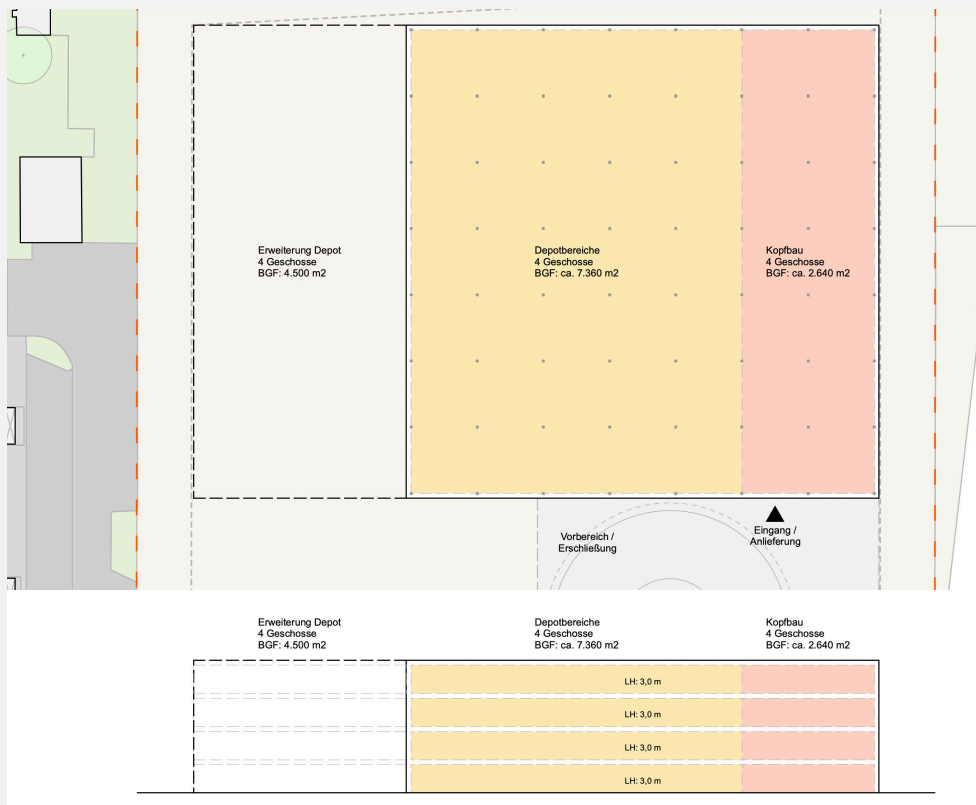 Erweiterung Depot
4 Geschosse
BGF: 4.500 m2
Depotbereiche
4 Geschosse
BGF: ca. 7.360 m2
Kopfbau
4 Geschosse
BGF: ca. 2.640 m2
Vorbereich /
Erschließung
Eingang /
Anlieferung
Erweiterung Depot
4 Geschosse
BGF: 4.500 m2
Depotbereiche
4 Geschosse
BGF: ca. 7.360 m2
Kopfbau
4 Geschosse
BGF: ca. 2.640 m2
LH: 3,0 m
LH: 3,0 m
LH: 3,0 m
LH: 3,0 m